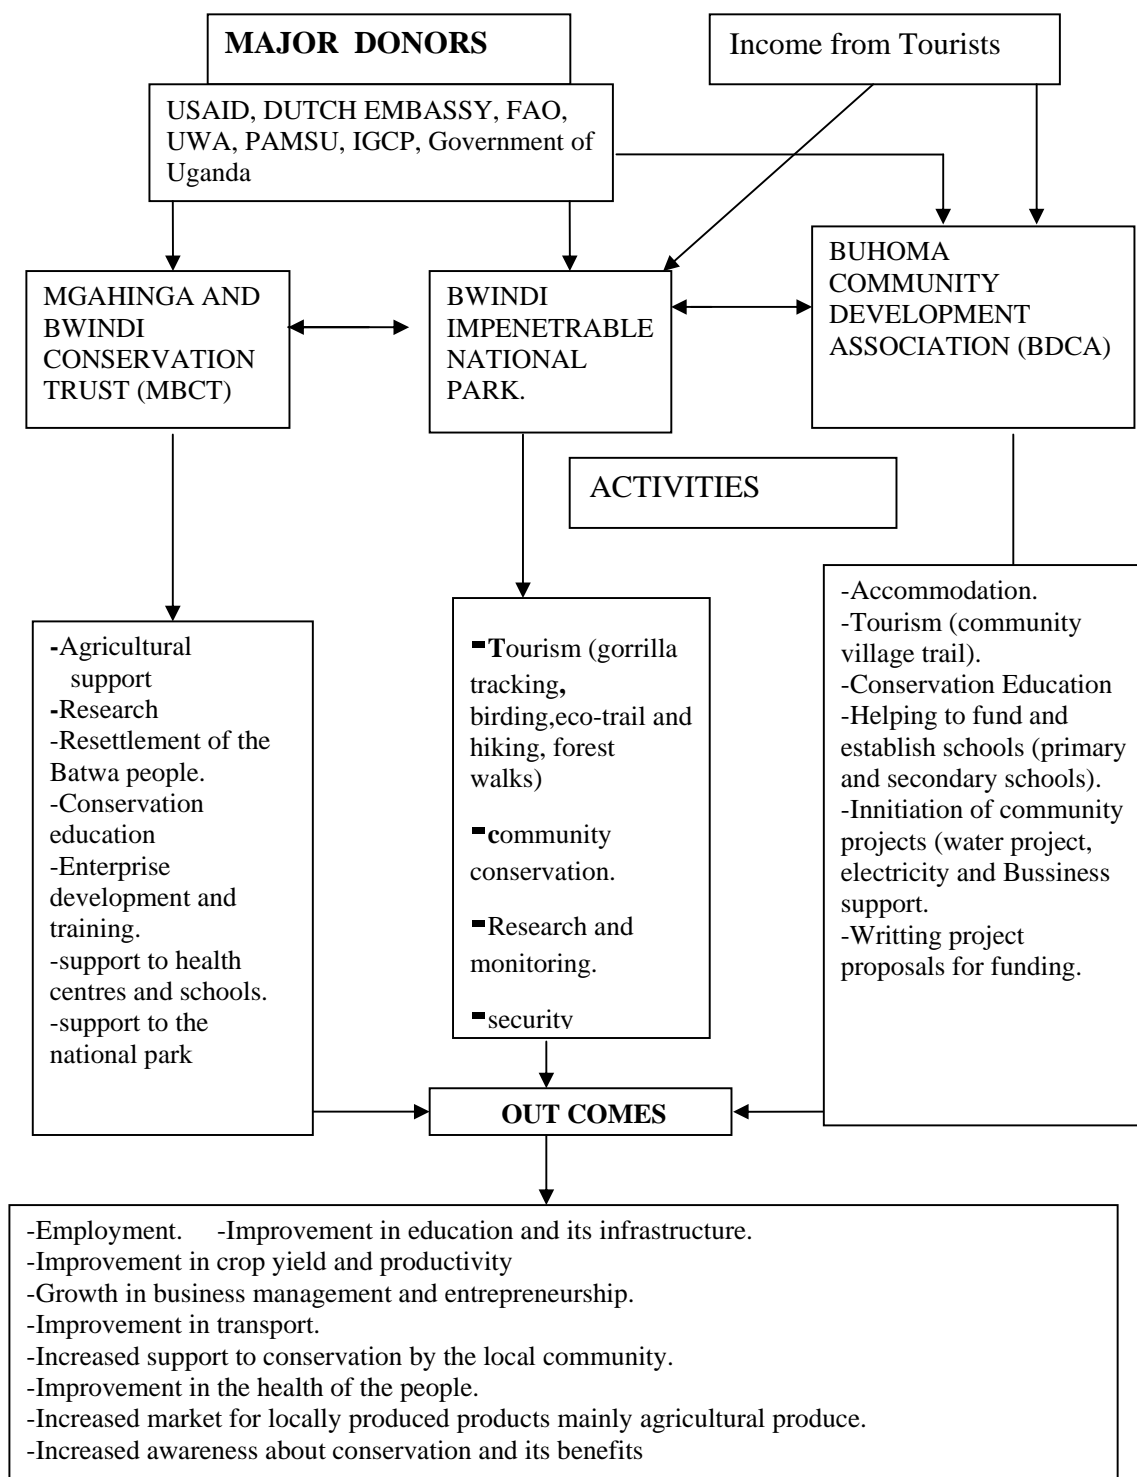 MAJOR DONORS
Income from Tourists
USAID, DUTCH EMBASSY, FAO,
UWA, PAMSU, IGCP, Government of
Uganda
MGAHINGA AND
BWINDI
CONSERVATION
TRUST (MBCT)
BWINDI
IMPENETRABLE
NATIONAL
PARK.
BUHOMA
COMMUNITY
DEVELOPMENT
ASSOCIATION (BDCA)
ACTIVITIES
-Agricultural
support
-Research
-Resettlement of the
Batwa people.
-Conservation
education
-Enterprise
development and
training.
-support to health
centres and schools.
-support to the
national park
-Tourism (gorrilla
tracking,
birding,eco-trail and
hiking, forest
walks)
-community
conservation.
-Research and
monitoring.
-security
-Accommodation.
-Tourism (community
village trail).
-Conservation Education
-Helping to fund and
establish schools (primary
and secondary schools).
-Innitiation of community
projects (water project,
electricity and Bussiness
support.
-Writting project
proposals for funding.
OUT COMES
-Employment. -Improvement in education and its infrastructure.
-Improvement in crop yield and productivity
-Growth in business management and entrepreneurship.
-Improvement in transport.
-Increased support to conservation by the local community.
-Improvement in the health of the people.
-Increased market for locally produced products mainly agricultural produce.
-Increased awareness about conservation and its benefits